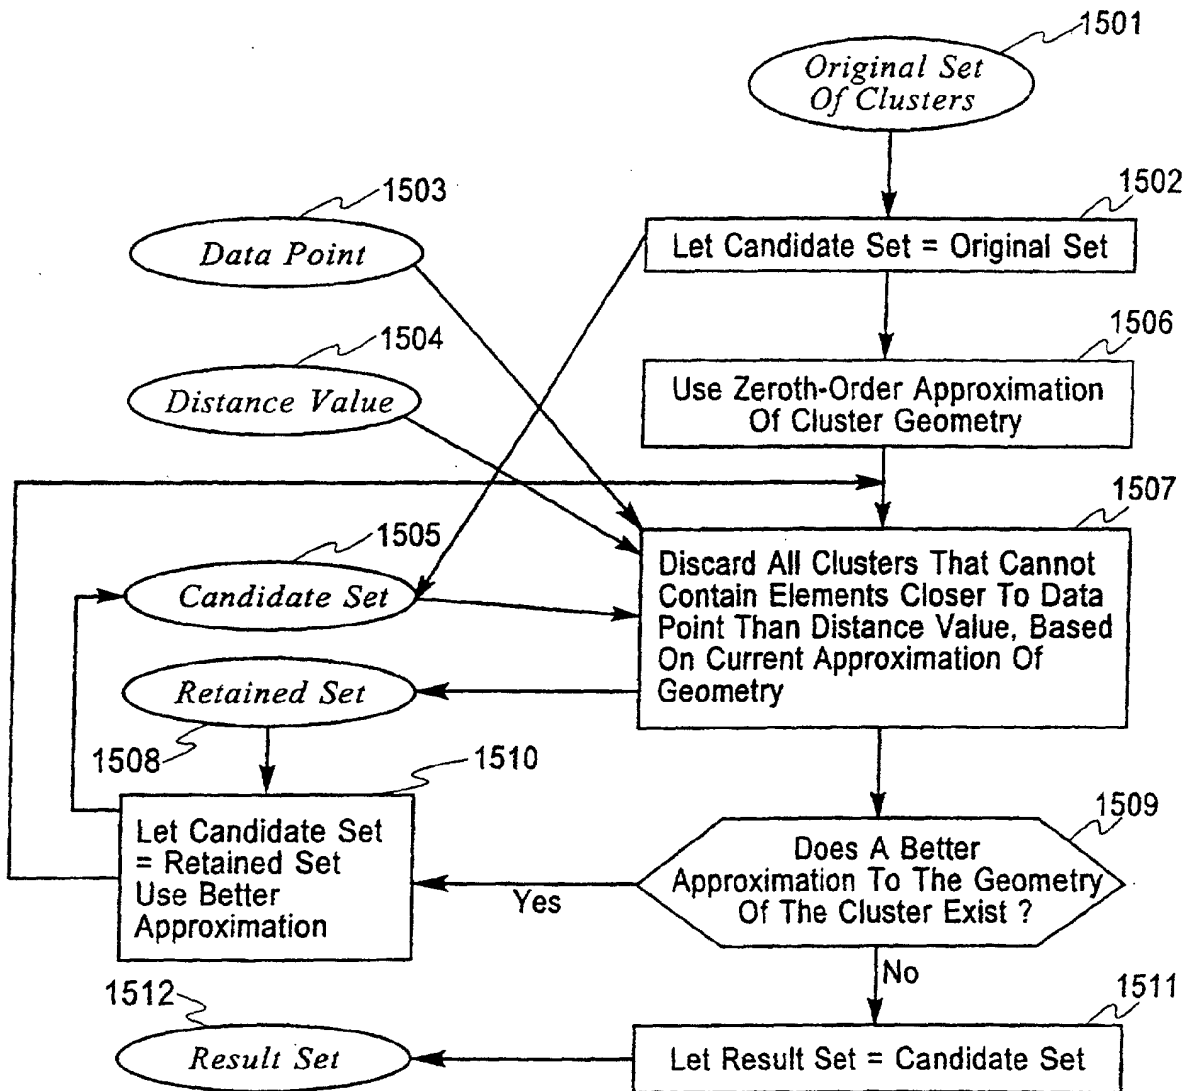 1501
Original Set
Of Clusters
1502
Let Candidate Set = Original Set
1503
Data Point
1504
Distance Value
1506
Use Zeroth-Order Approximation
Of Cluster Geometry
1507
Discard All Clusters That Cannot
Contain Elements Closer To Data
Point Than Distance Value, Based
On Current Approximation Of
Geometry
1505
Candidate Set
Retained Set
1508
1510
Let Candidate Set
= Retained Set
Use Better
Approximation
1509
Does A Better
Approximation To The Geometry
Of The Cluster Exist ?
Yes
No
1511
Let Result Set = Candidate Set
1512
Result Set